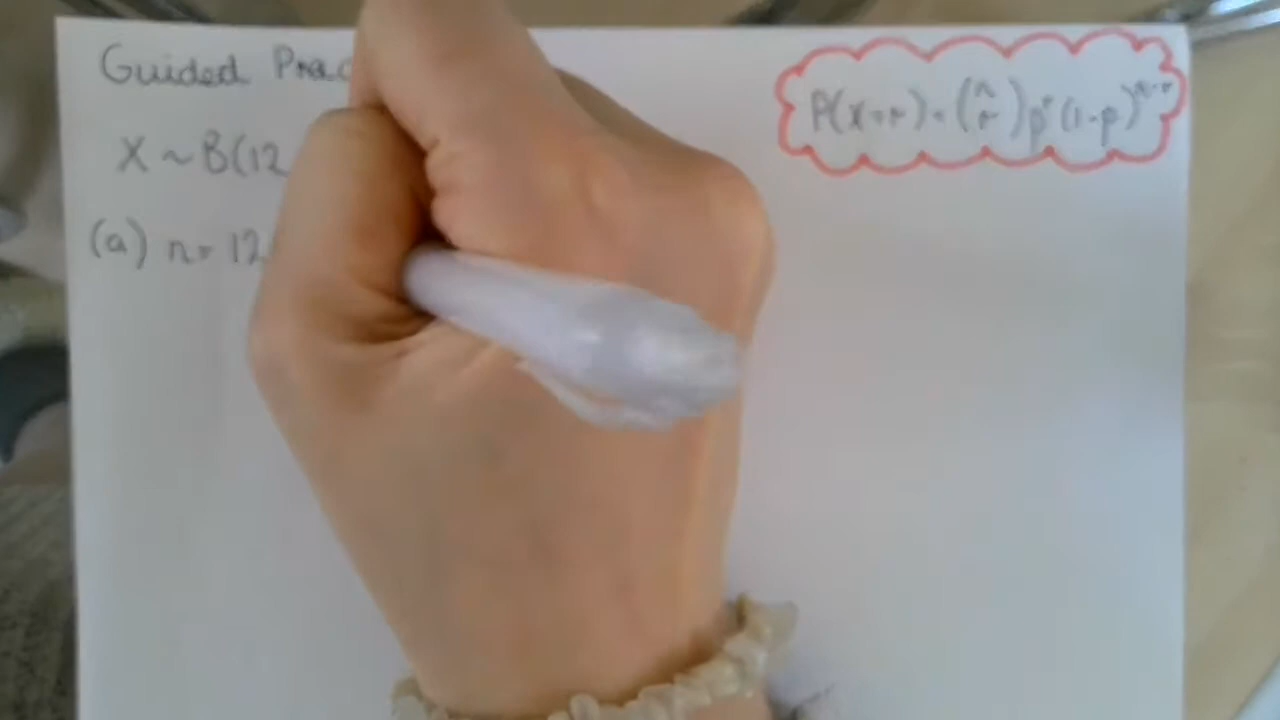 Guided Prac
P(X=r) = (n r) p^r (1-p)^n-r
X ~ B(12
(a) n= 12